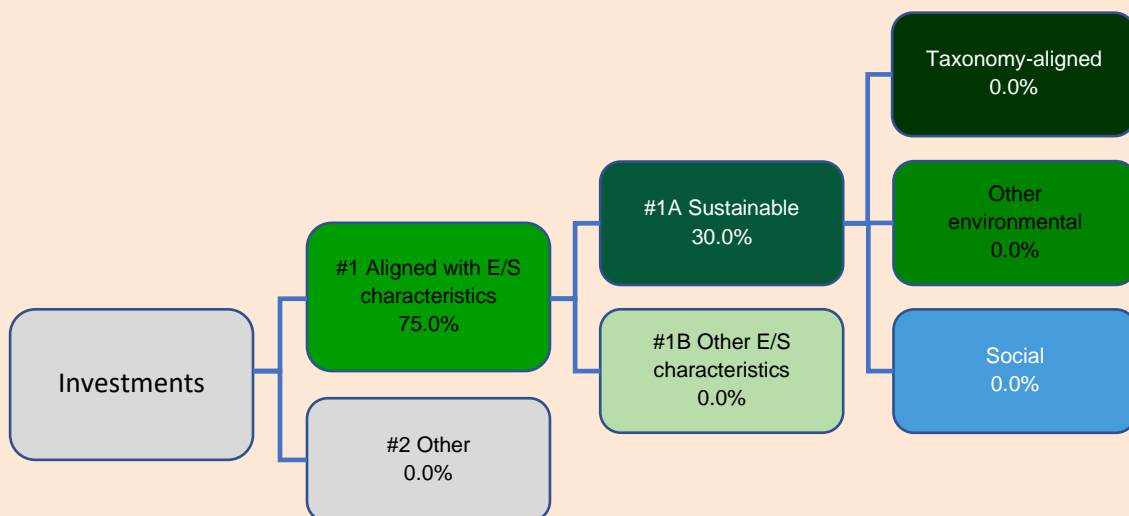 Investments
#1 Aligned with E/S
characteristics
75.0%
#2 Other
0.0%
#1A Sustainable
30.0%
#1B Other E/S
characteristics
0.0%
Taxonomy-aligned
0.0%
Other
environmental
0.0%
Social
0.0%